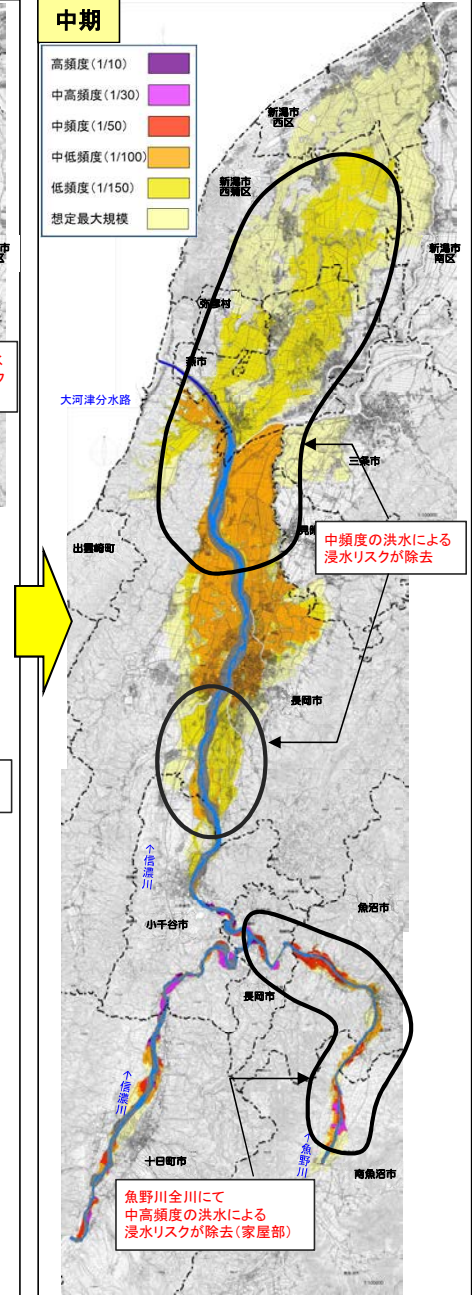 中期
高頻度(1/10)
中高頻度(1/30)
中頻度(1/50)
中低頻度(1/100)
低頻度(1/150)
想定最大規模
新潟市
西区
新潟市
西蒲区
新潟市
南区
弥彦村
燕市
大河津分水路
三条市
出雲崎町
中頻度の洪水による
浸水リスクが除去
長岡市
↑信濃川
小千谷市
魚沼市
長岡市
↑信濃川
↑魚野川
十日町市
南魚沼市
魚野川全川にて
中高頻度の洪水による
浸水リスクが除去(家屋部)